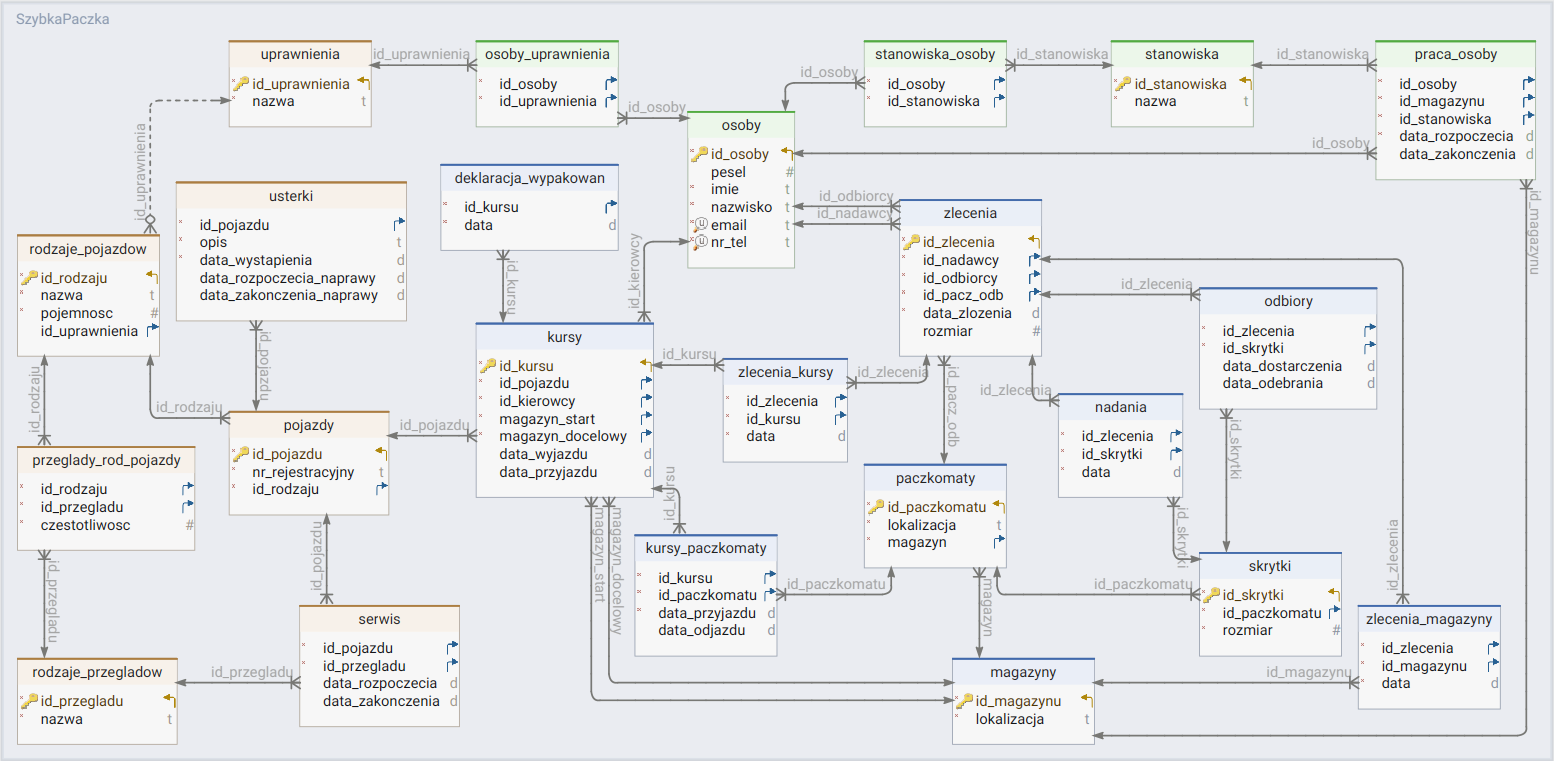 SzybkaPaczka
uprawnienia
id_uprawnienia
nazwa t
id_uprawnienia
osoby_uprawnienia
id_osoby
id_uprawnienia
id_osoby
stanowiska_osoby
id_osoby
id_stanowiska
id_osoby
id_stanowiska
stanowiska
id_stanowiska
nazwa t
id_stanowiska
praca_osoby
id_osoby
id_magazynu
id_stanowiska
data_rozpoczecia d
data_zakonczenia d
id_osoby
id_magazynu
osoby
id_osoby
pesel #
imie t
nazwisko t
u email t
u nr_tel t
id_uprawnienia
usterki
id_pojazdu
opis t
data_wystapienia d
data_rozpoczecia_naprawy d
data_zakonczenia_naprawy d
id_pojazdu
deklaracja_wypakowan
id_kursu
data d
id_kursu
id_kierowcy
id_odbiorcy
id_nadawcy
zlecenia
id_zlecenia
id_nadawcy
id_odbiorcy
id_pacz_odb
data_zlozenia d
rozmiar #
rodzaje_pojazdow
id_rodzaju
nazwa t
pojemnosc #
id_uprawnienia
id_rodzaju
id_rodzaju
id_zlecenia
odbiory
id_zlecenia
id_skrytki
data_dostarczenia d
data_odebrania d
id_skrytki
kursy
id_kursu
id_pojazdu
id_kierowcy
magazyn_start
magazyn_docelowy
data_wyjazdu d
data_przyjazdu d
id_kursu
zlecenia_kursy
id_zlecenia
id_kursu
data d
id_zlecenia
id_pacz_odb
id_zlecenia
nadania
id_zlecenia
id_skrytki
data d
id_skrytki
pojazdy
id_pojazdu
nr_rejestracyjny t
id_rodzaju
id_pojazdu
przeglady_rod_pojazdy
id_rodzaju
id_przegladu
czestotliwosc #
id_przegladu
id_pojazdu
paczkomaty
id_paczkomatu
lokalizacja t
magazyn
magazyn
magazyn_start
magazyn_docelowy
id_kursu
kursy_paczkomaty
id_kursu
id_paczkomatu
data_przyjazdu d
data_odjazdu d
id_paczkomatu
id_paczkomatu
skrytki
id_skrytki
id_paczkomatu
rozmiar #
id_zlecenia
zlecenia_magazyny
id_zlecenia
id_magazynu
data d
id_magazynu
serwis
id_pojazdu
id_przegladu
data_rozpoczecia d
data_zakonczenia d
id_przegladu
rodzaje_przegladow
id_przegladu
nazwa t
magazyny
id_magazynu
lokalizacja t